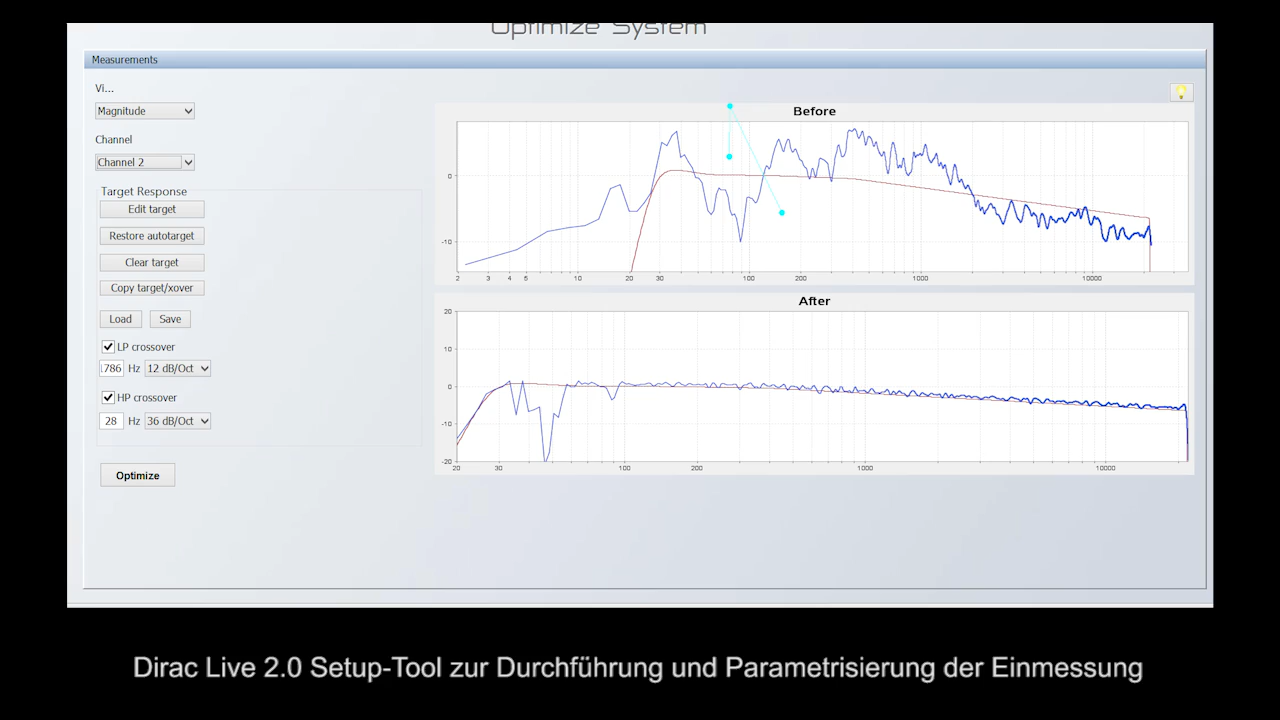 Optimize System
Measurements
Vi...
Magnitude
Channel
Channel 2
Target Response
Edit target
Restore autotarget
Clear target
Copy target/xover
Load Save
LP crossover
786 Hz 12 dB/Oct
HP crossover
28 Hz 36 dB/Oct
Optimize
Before
0
-10
2 3 4 5 10 20 30 100 200 1000 10000
After
20
10
0
-10
-20
20 30 100 200 1000 10000
Dirac Live 2.0 Setup-Tool zur Durchführung und Parametrisierung der Einmessung